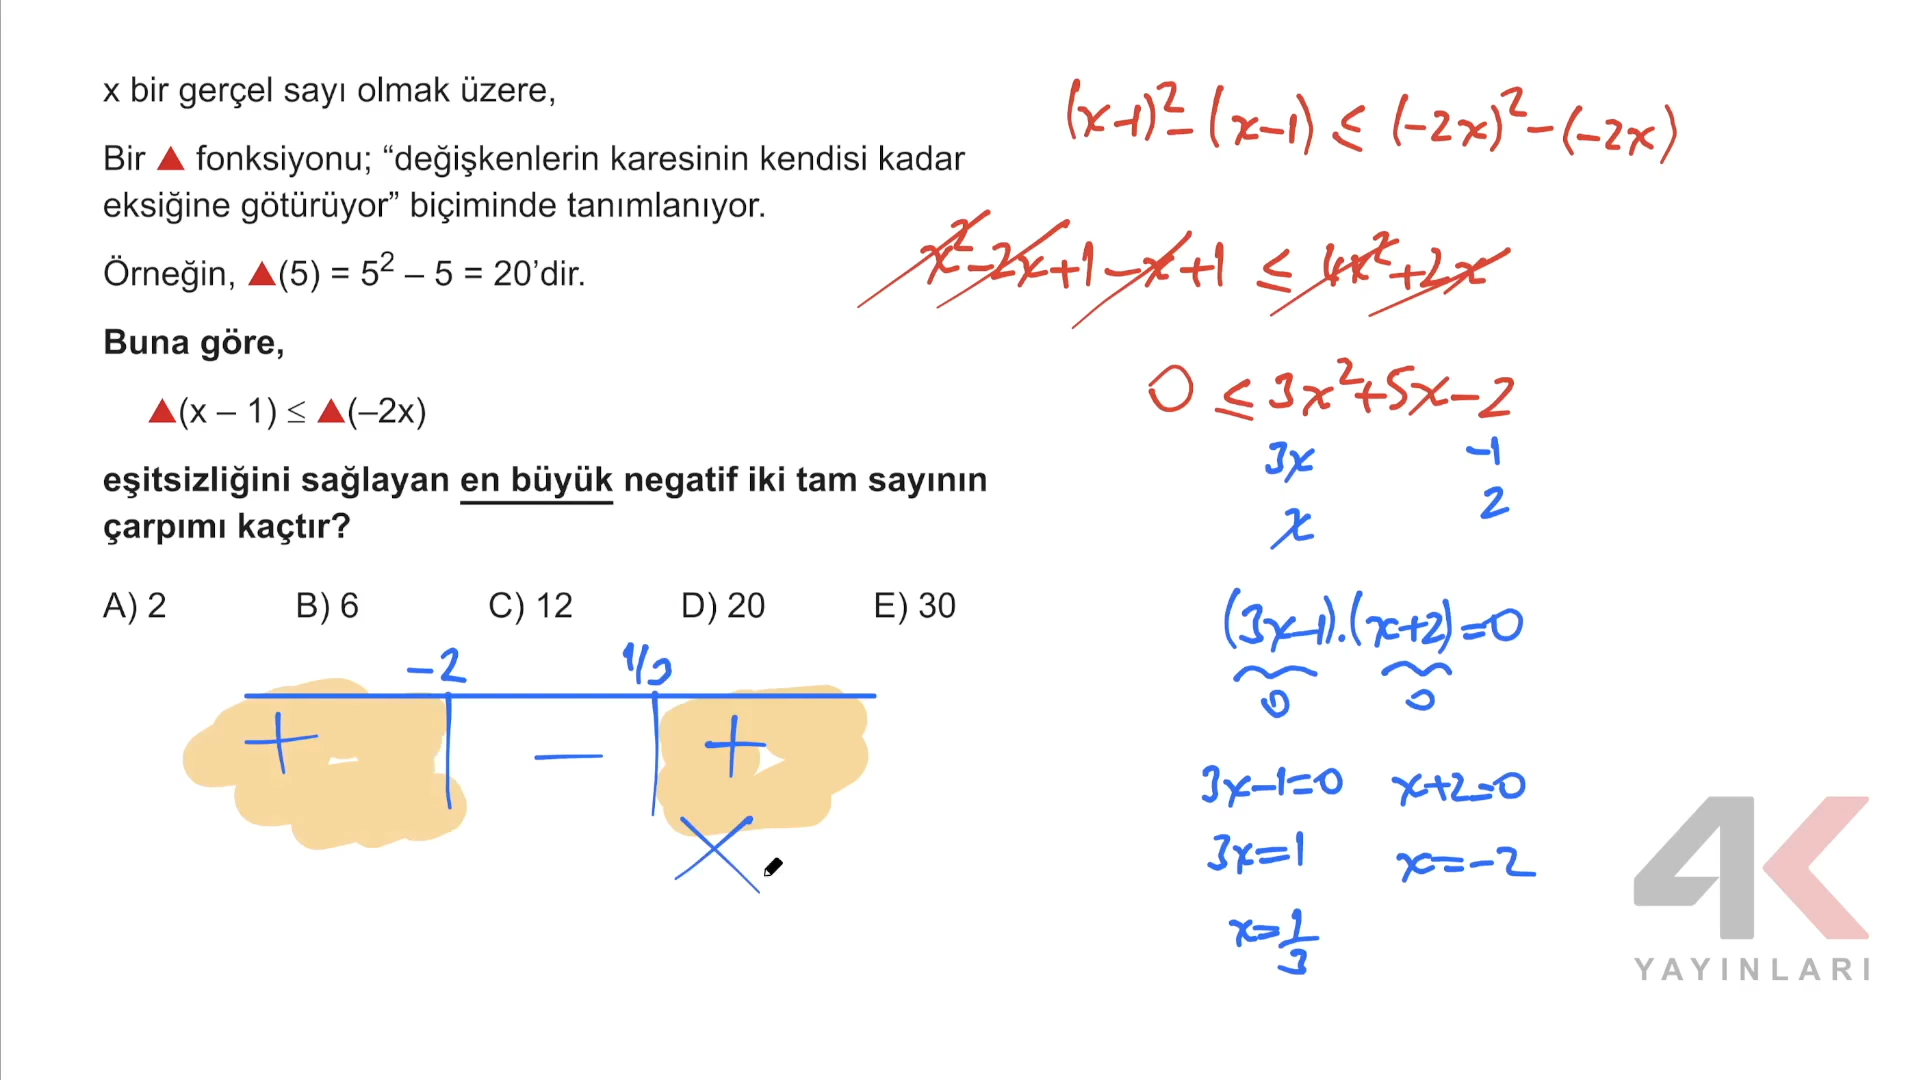 x bir gerçel sayı olmak üzere,
Bir ▲ fonksiyonu; “değişkenlerin karesinin kendisi kadar
eksiğine götürüyor” biçiminde tanımlanıyor.
Örneğin, ▲(5) = 5² – 5 = 20’dir.
Buna göre,
▲(x – 1) ≤ ▲(–2x)
eşitsizliğini sağlayan en büyük negatif iki tam sayının
çarpımı kaçtır?
A) 2 B) 6 C) 12 D) 20 E) 30
-2 1/3
+ - +
(x-1)² - (x-1) ≤ (-2x)² - (-2x)
x² - 2x + 1 - x + 1 ≤ 4x² + 2x
0 ≤ 3x² + 5x - 2
3x -1
x 2
(3x-1).(x+2) = 0
0 0
3x-1=0 x+2=0
3x=1 x=-2
x=1/3
4K
YAYINLARI